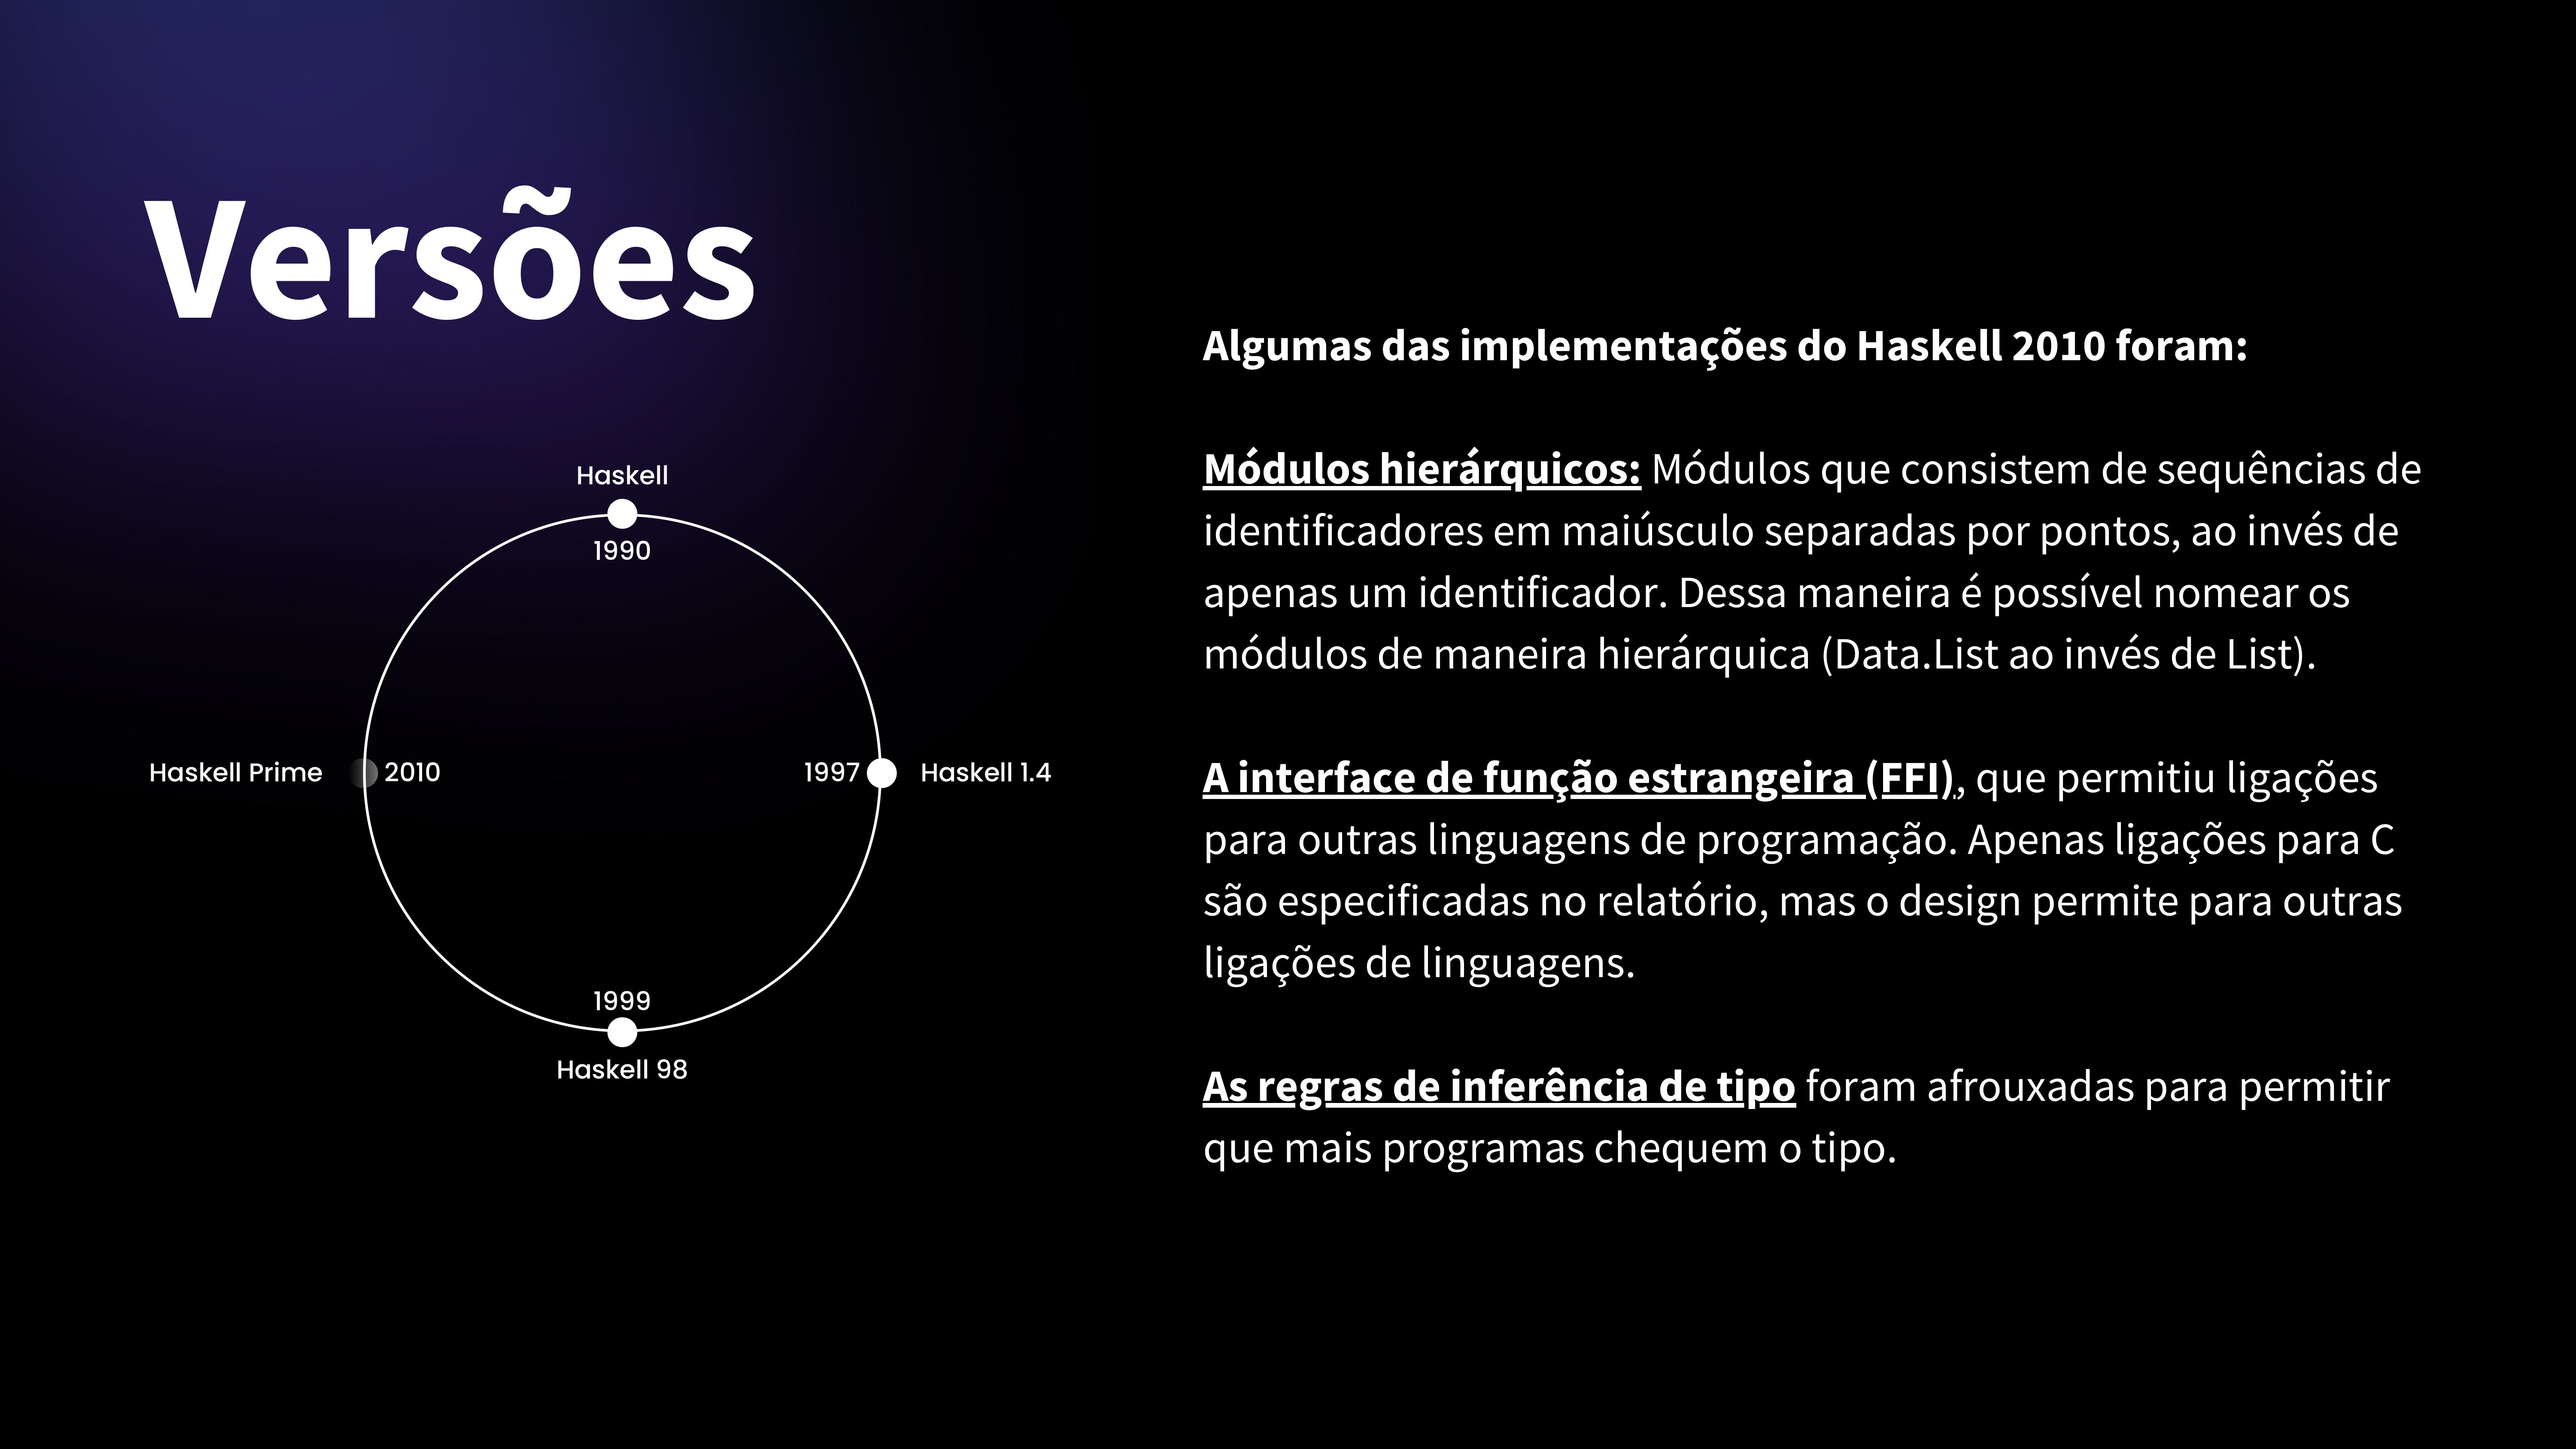 Versões
Haskell
1990
Haskell Prime
2010
1997
Haskell 1.4
1999
Haskell 98
Algumas das implementações do Haskell 2010 foram:
Módulos hierárquicos: Módulos que consistem de sequências de
identificadores em maiúsculo separadas por pontos, ao invés de
apenas um identificador. Dessa maneira é possível nomear os
módulos de maneira hierárquica (Data.List ao invés de List).
A interface de função estrangeira (FFI), que permitiu ligações
para outras linguagens de programação. Apenas ligações para C
são especificadas no relatório, mas o design permite para outras
ligações de linguagens.
As regras de inferência de tipo foram afrouxadas para permitir
que mais programas chequem o tipo.